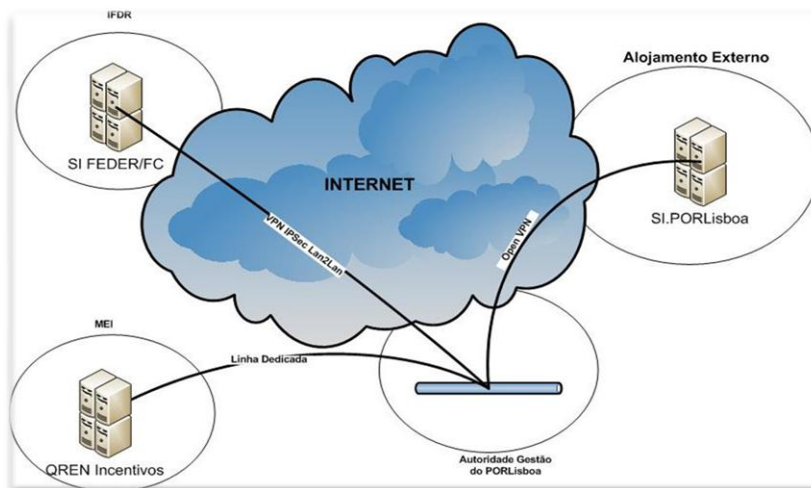 IFDR
SI FEDER/FC
Alojamento Externo
SI.PORLisboa
INTERNET
VPN IPSec Lan2Lan
Open VPN
MEI
QREN Incentivos
Linha Dedicada
Autoridade Gestão
do PORLisboa